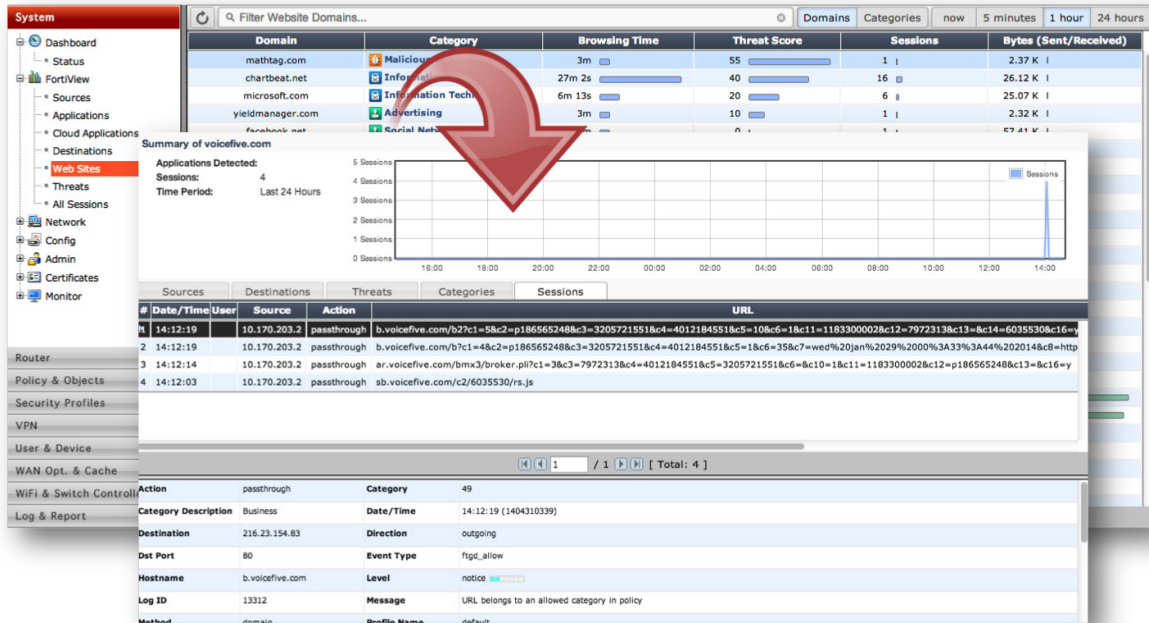 System
Filter Website Domains...
Domains Categories now 5 minutes 1 hour 24 hours
Dashboard
Status
FortiView
Sources
Applications
Cloud Applications
Destinations
Web Sites
Threats
All Sessions
Network
Config
Admin
Certificates
Monitor
Router
Policy & Objects
Security Profiles
VPN
User & Device
WAN Opt. & Cache
WiFi & Switch Controll
Log & Report
Domain Category Browsing Time Threat Score Sessions Bytes (Sent/Received)
mathtag.com Malicious 3m 55 1 2.37 K
chartbeat.net 27m 2s 40 16 26.12 K
microsoft.com Information Techn 6m 13s 20 6 25.07 K
yieldmanager.com Advertising 3m 10 1 2.32 K
facebook.net Social Netw 0 1 57.41 K
Summary of voicefive.com
Applications Detected:
Sessions: 4
Time Period: Last 24 Hours
5 Sessions
4 Sessions
3 Sessions
2 Sessions
1 Sessions
0 Sessions
Sessions
16:00 18:00 20:00 22:00 00:00 02:00 04:00 06:00 08:00 10:00 12:00 14:00
Sources Destinations Threats Categories Sessions
# Date/Time User Source Action URL
1 14:12:19 10.170.203.2 passthrough b.voicefive.com/b2?c1=5&c2=p186565248&c3=3205721551&c4=4012184551&c5=10&c6=1&c11=1183300002&c12=7972313&c13=&c14=6035530&c16=y
2 14:12:19 10.170.203.2 passthrough b.voicefive.com/b?c1=4&c2=p186565248&c3=3205721551&c4=4012184551&c5=1&c6=35&c7=wed%20jan%2029%2000%3A33%3A44%202014&c8=http
3 14:12:14 10.170.203.2 passthrough ar.voicefive.com/bmx3/broker.pli?c1=3&c3=7972313&c4=4012184551&c5=3205721551&c6=&c10=1&c11=1183300002&c12=p186565248&c13=&c16=y
4 14:12:03 10.170.203.2 passthrough sb.voicefive.com/c2/6035530/rs.js
1 / 1 [ Total: 4 ]
Action passthrough Category 49
Category Description Business Date/Time 14:12:19 (1404310339)
Destination 216.23.154.83 Direction outgoing
Dst Port 80 Event Type ftgd_allow
Hostname b.voicefive.com Level notice
Log ID 13312 Message URL belongs to an allowed category in policy
Method domain Profile Name default